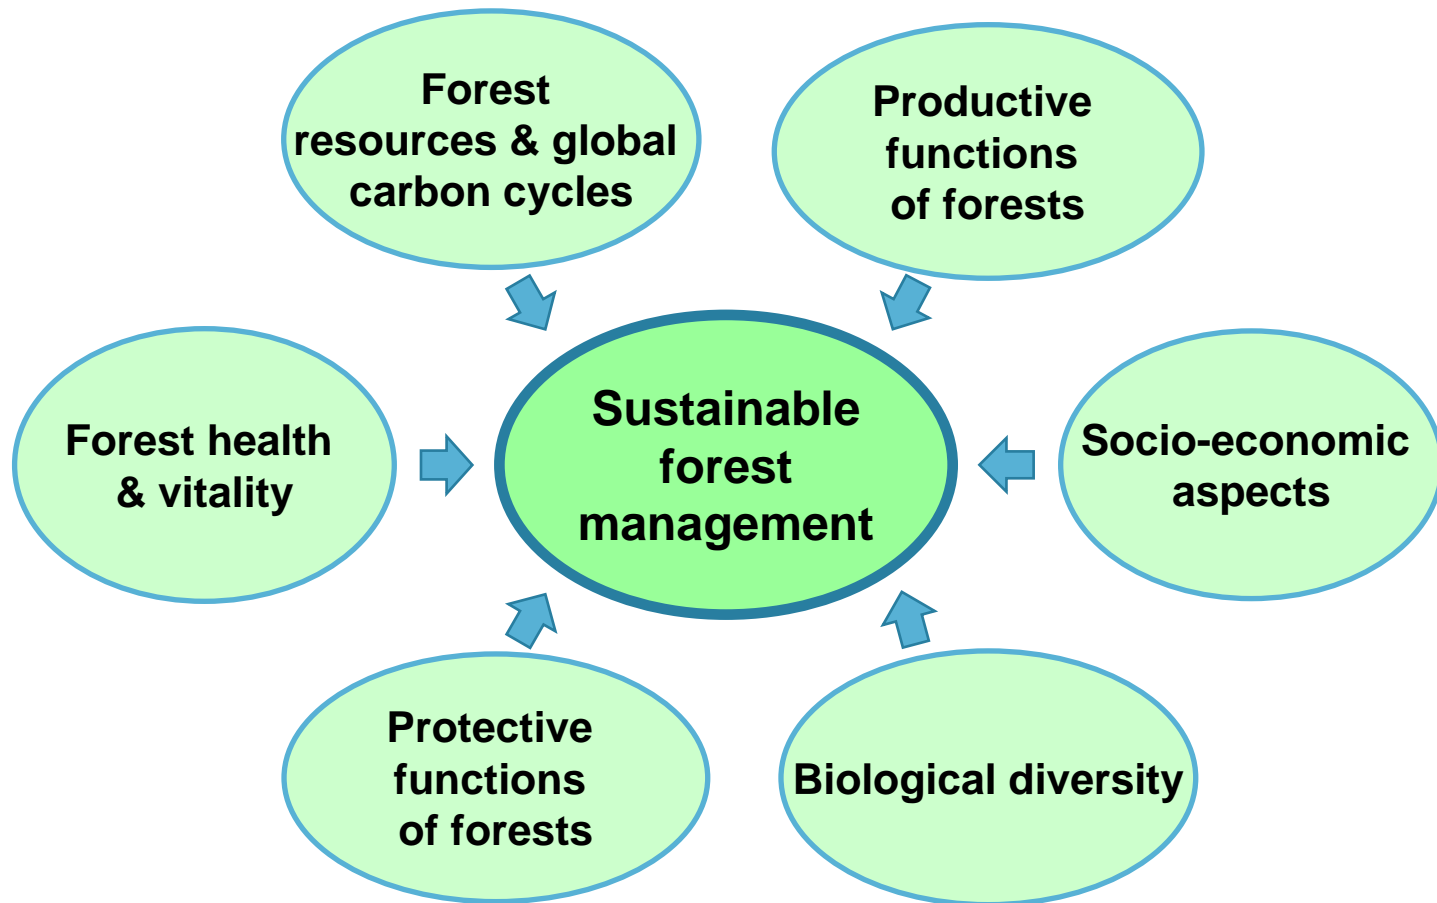 Forest
resources & global
carbon cycles
Productive
functions
of forests
Forest health
& vitality
Sustainable
forest
management
Socio-economic
aspects
Protective
functions
of forests
Biological diversity